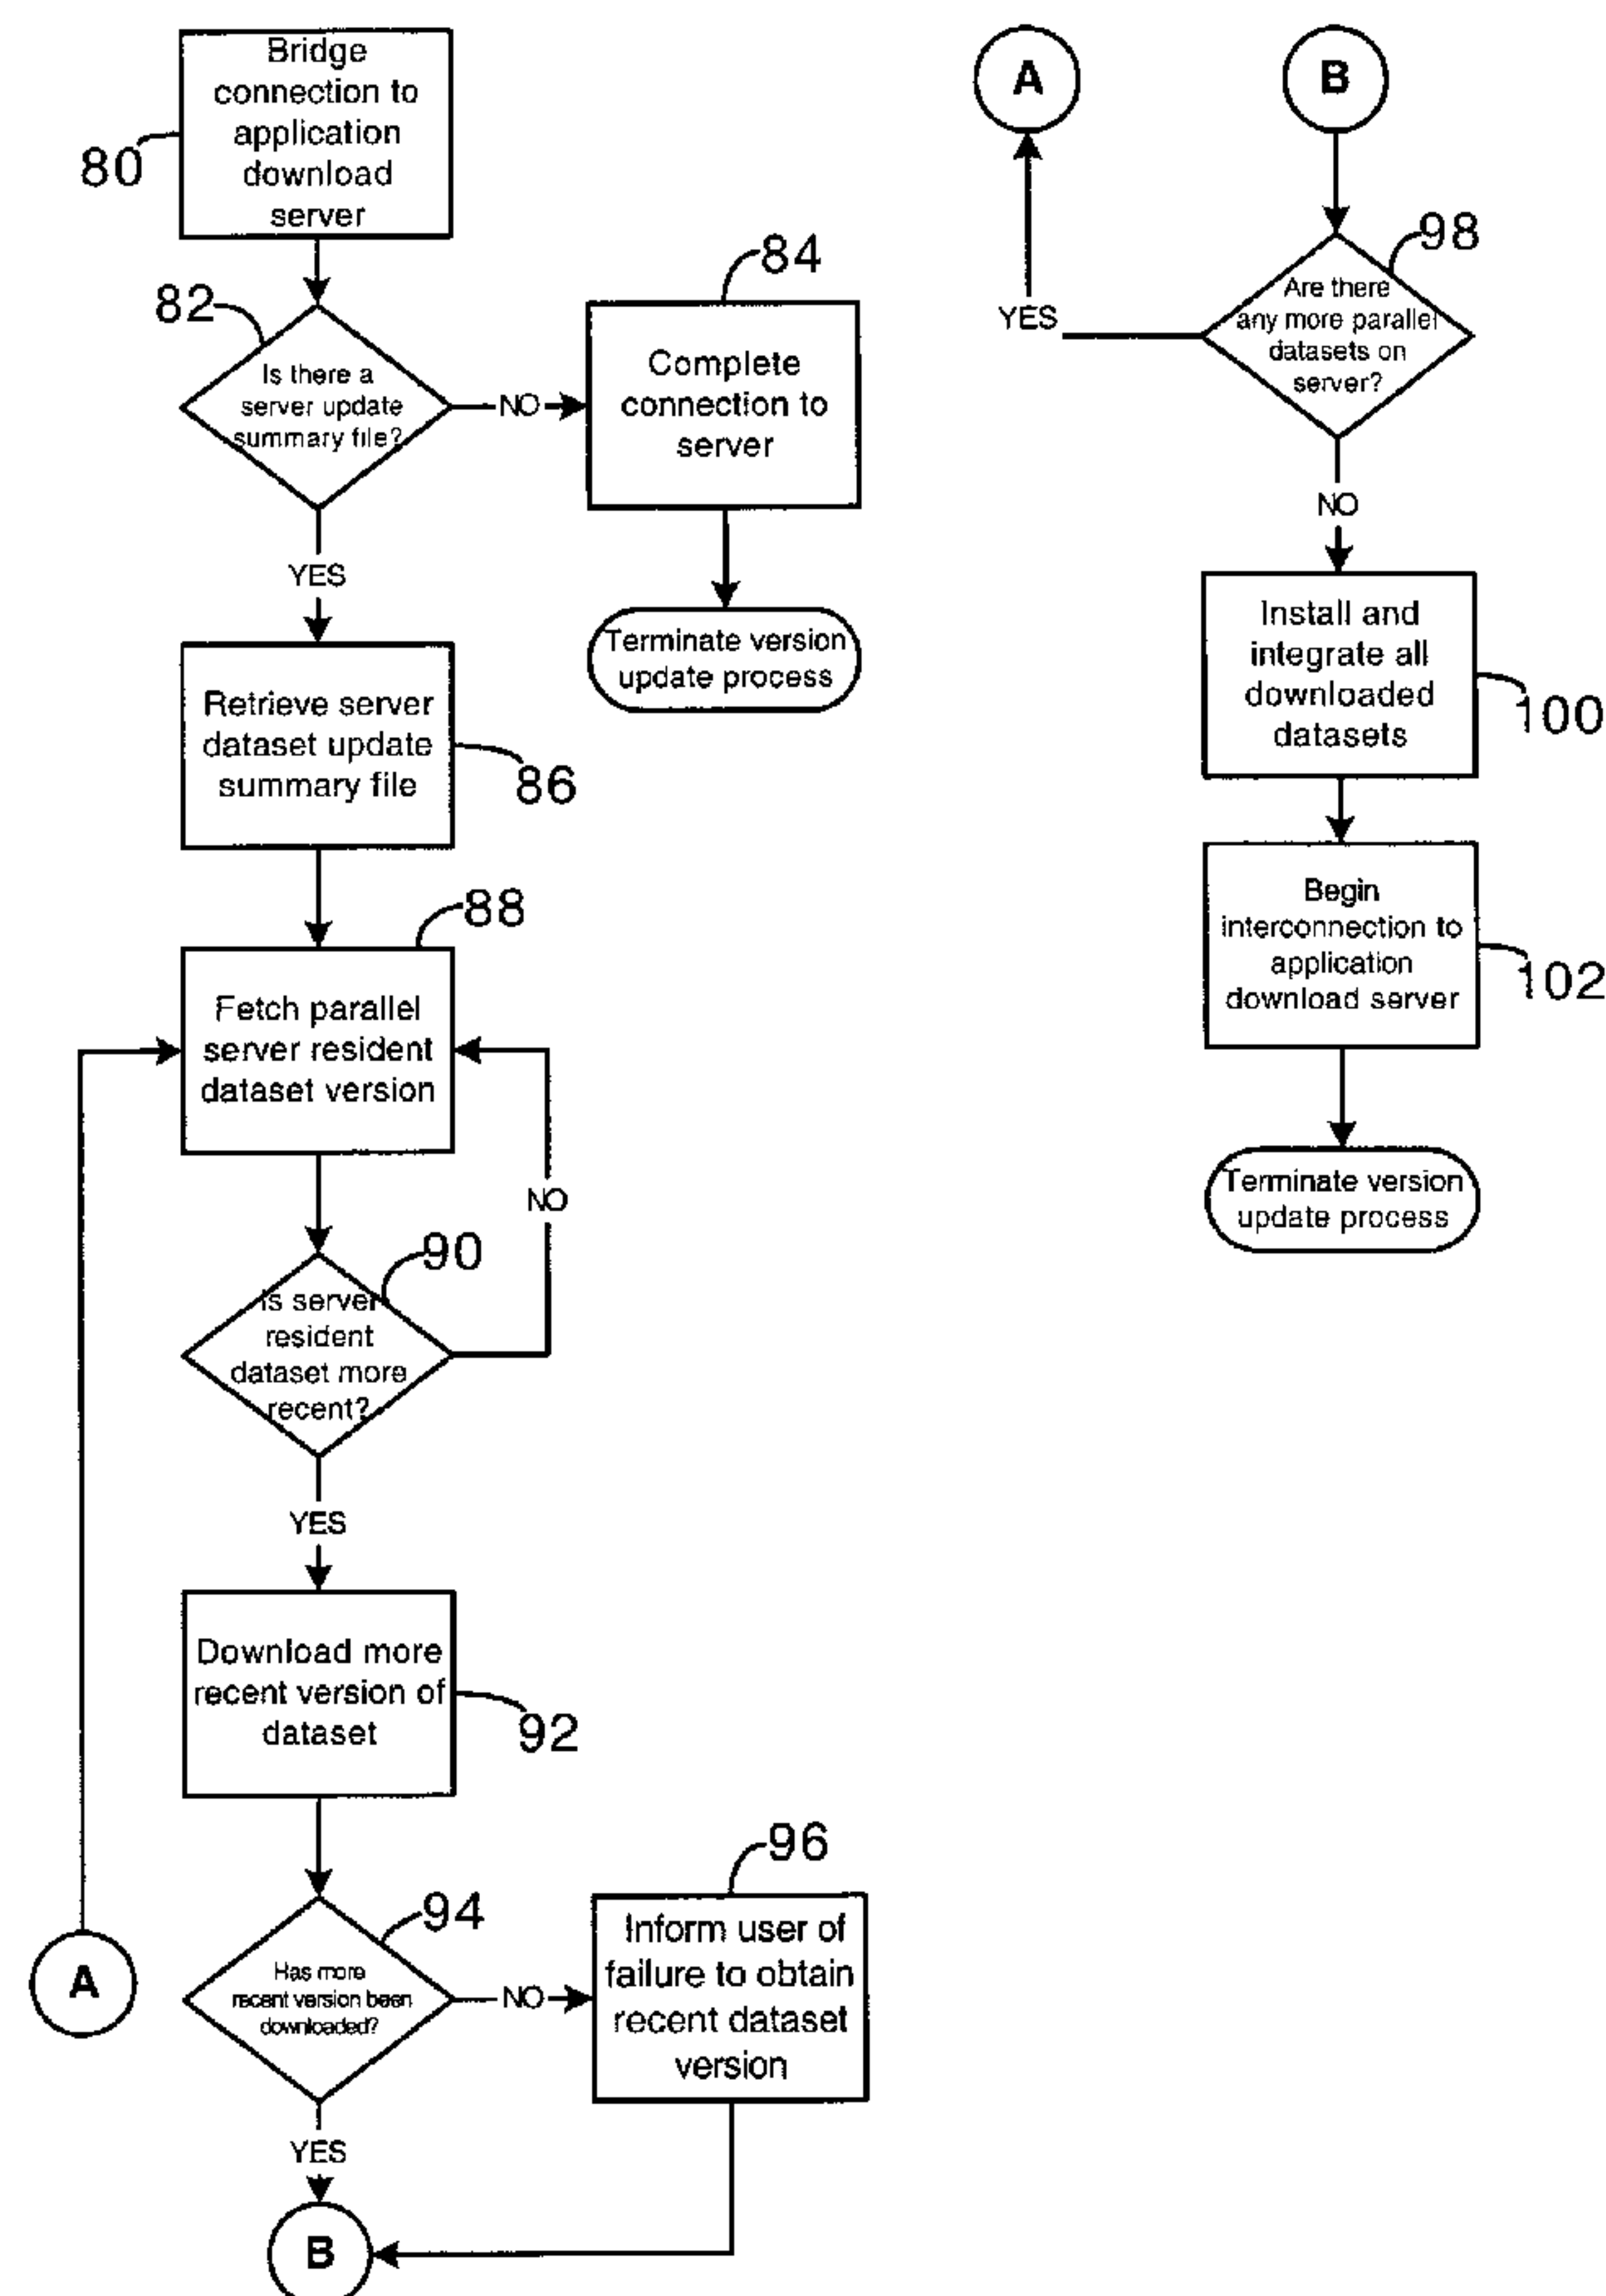 Bridge
connection to
application
download
server
80
82
Is there a
server update
summary file?
NO
84
Complete
connection to
server
Terminate version
update process
YES
Retrieve server
dataset update
summary file
86
88
Fetch parallel
server resident
dataset version
NO
90
Is server
resident
dataset more
recent?
YES
Download more
recent version of
dataset
92
94
Has more
recent version been
downloaded?
NO
96
Inform user of
failure to obtain
recent dataset
version
A
YES
B
A
B
98
Are there
any more parallel
datasets on
server?
YES
NO
Install and
integrate all
downloaded
datasets
100
Begin
interconnection to
application
download server
102
Terminate version
update process